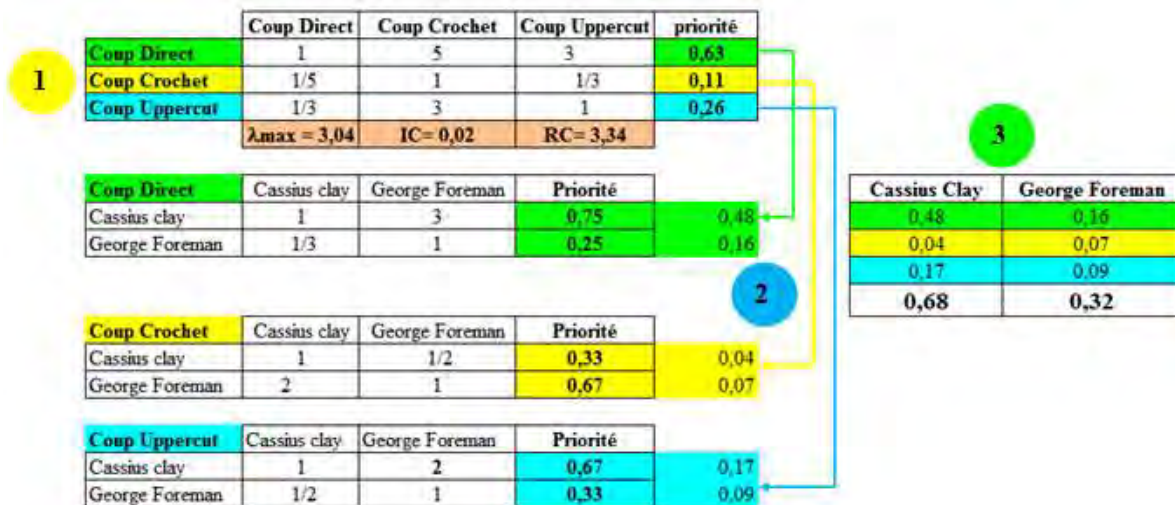 Coup Direct Coup Crochet Coup Uppercut priorité
Coup Direct 1 5 3 0,63
1
Coup Crochet 1/5 1 1/3 0,11
Coup Uppercut 1/3 3 1 0,26
λmax = 3,04 IC= 0,02 RC= 3,34
3
Coup Direct Cassius clay George Foreman Priorité
Cassius clay 1 3 0,75 0,48
George Foreman 1/3 1 0,25 0,16
Cassius Clay George Foreman
0,48 0,16
0,04 0,07
0,17 0,09
0,68 0,32
2
Coup Crochet Cassius clay George Foreman Priorité
Cassius clay 1 1/2 0,33 0,04
George Foreman 2 1 0,67 0,07
Coup Uppercut Cassius clay George Foreman Priorité
Cassius clay 1 2 0,67 0,17
George Foreman 1/2 1 0,33 0,09